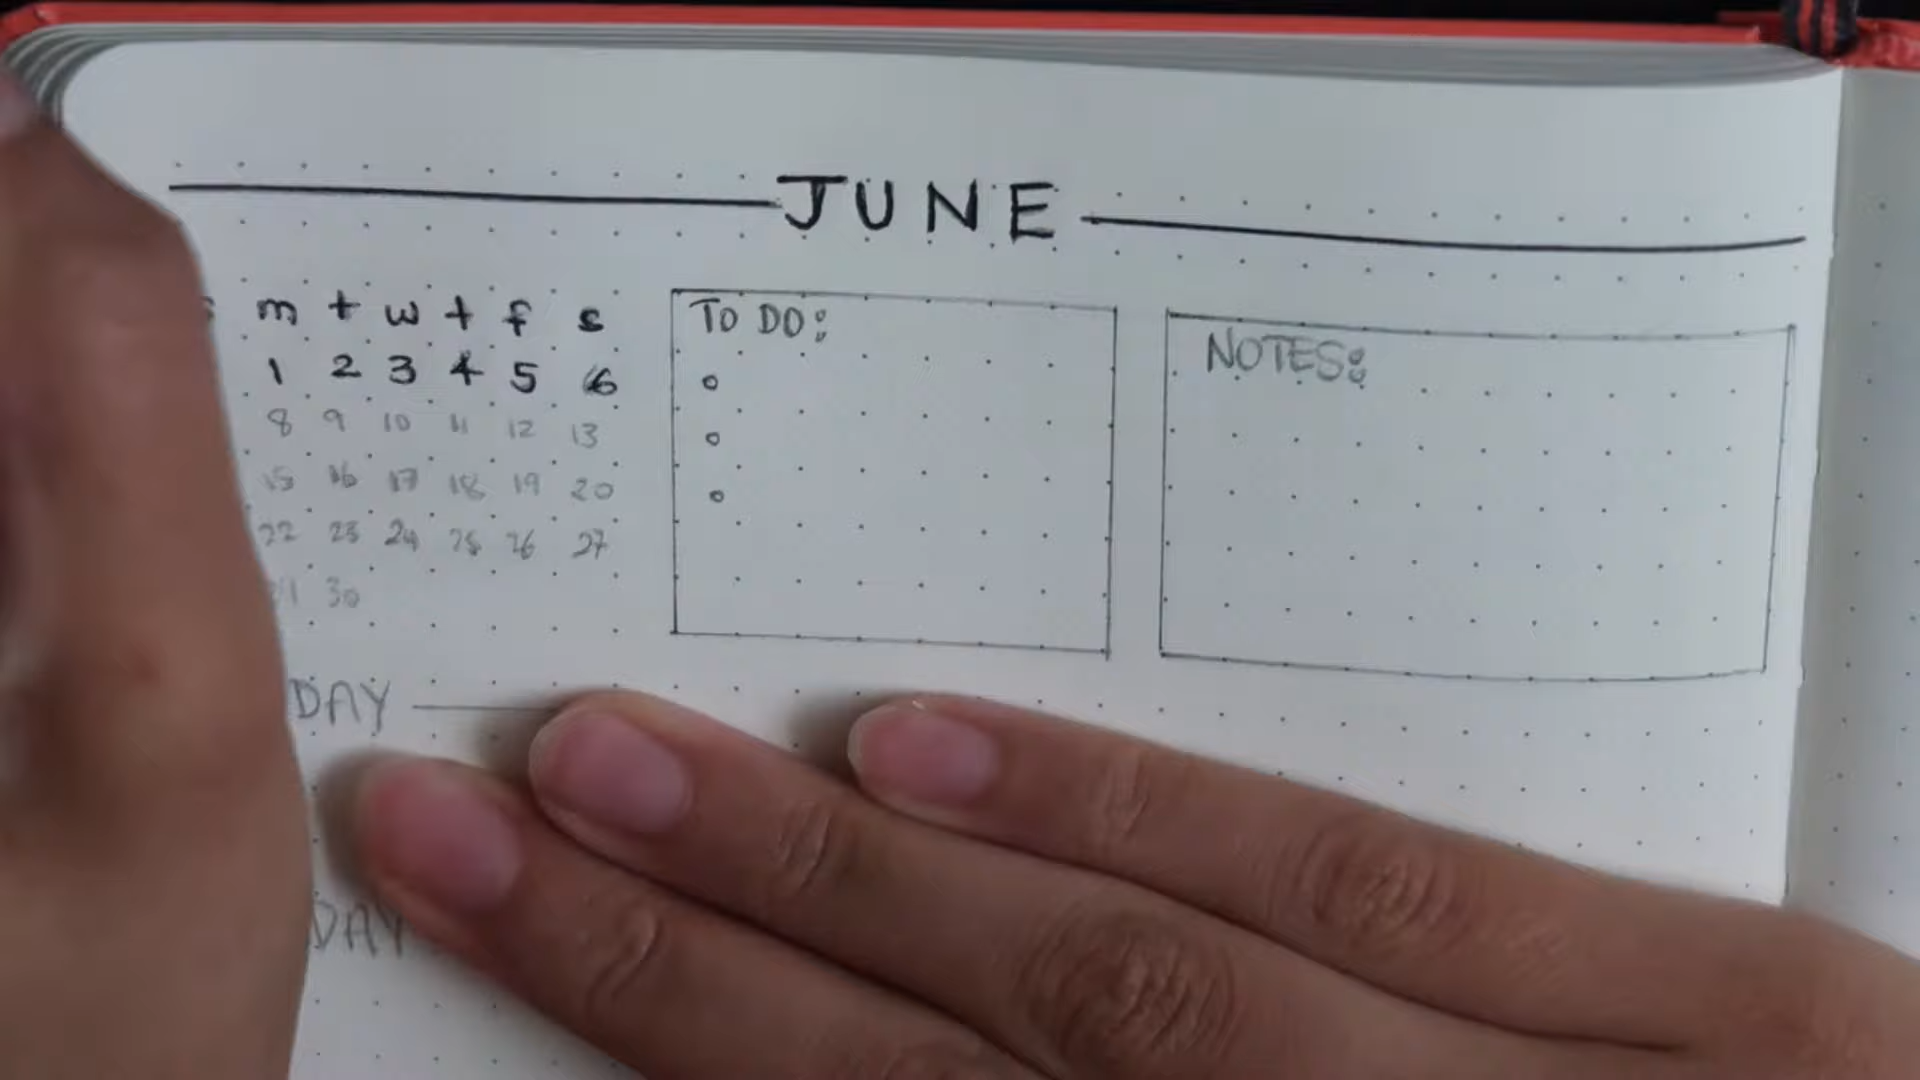 JUNE
m t w t f s
1 2 3 4 5 6
8 9 10 11 12 13
15 16 17 18 19 20
22 23 24 25 26 27
30
TO DO:
NOTES:
DAY
DAY